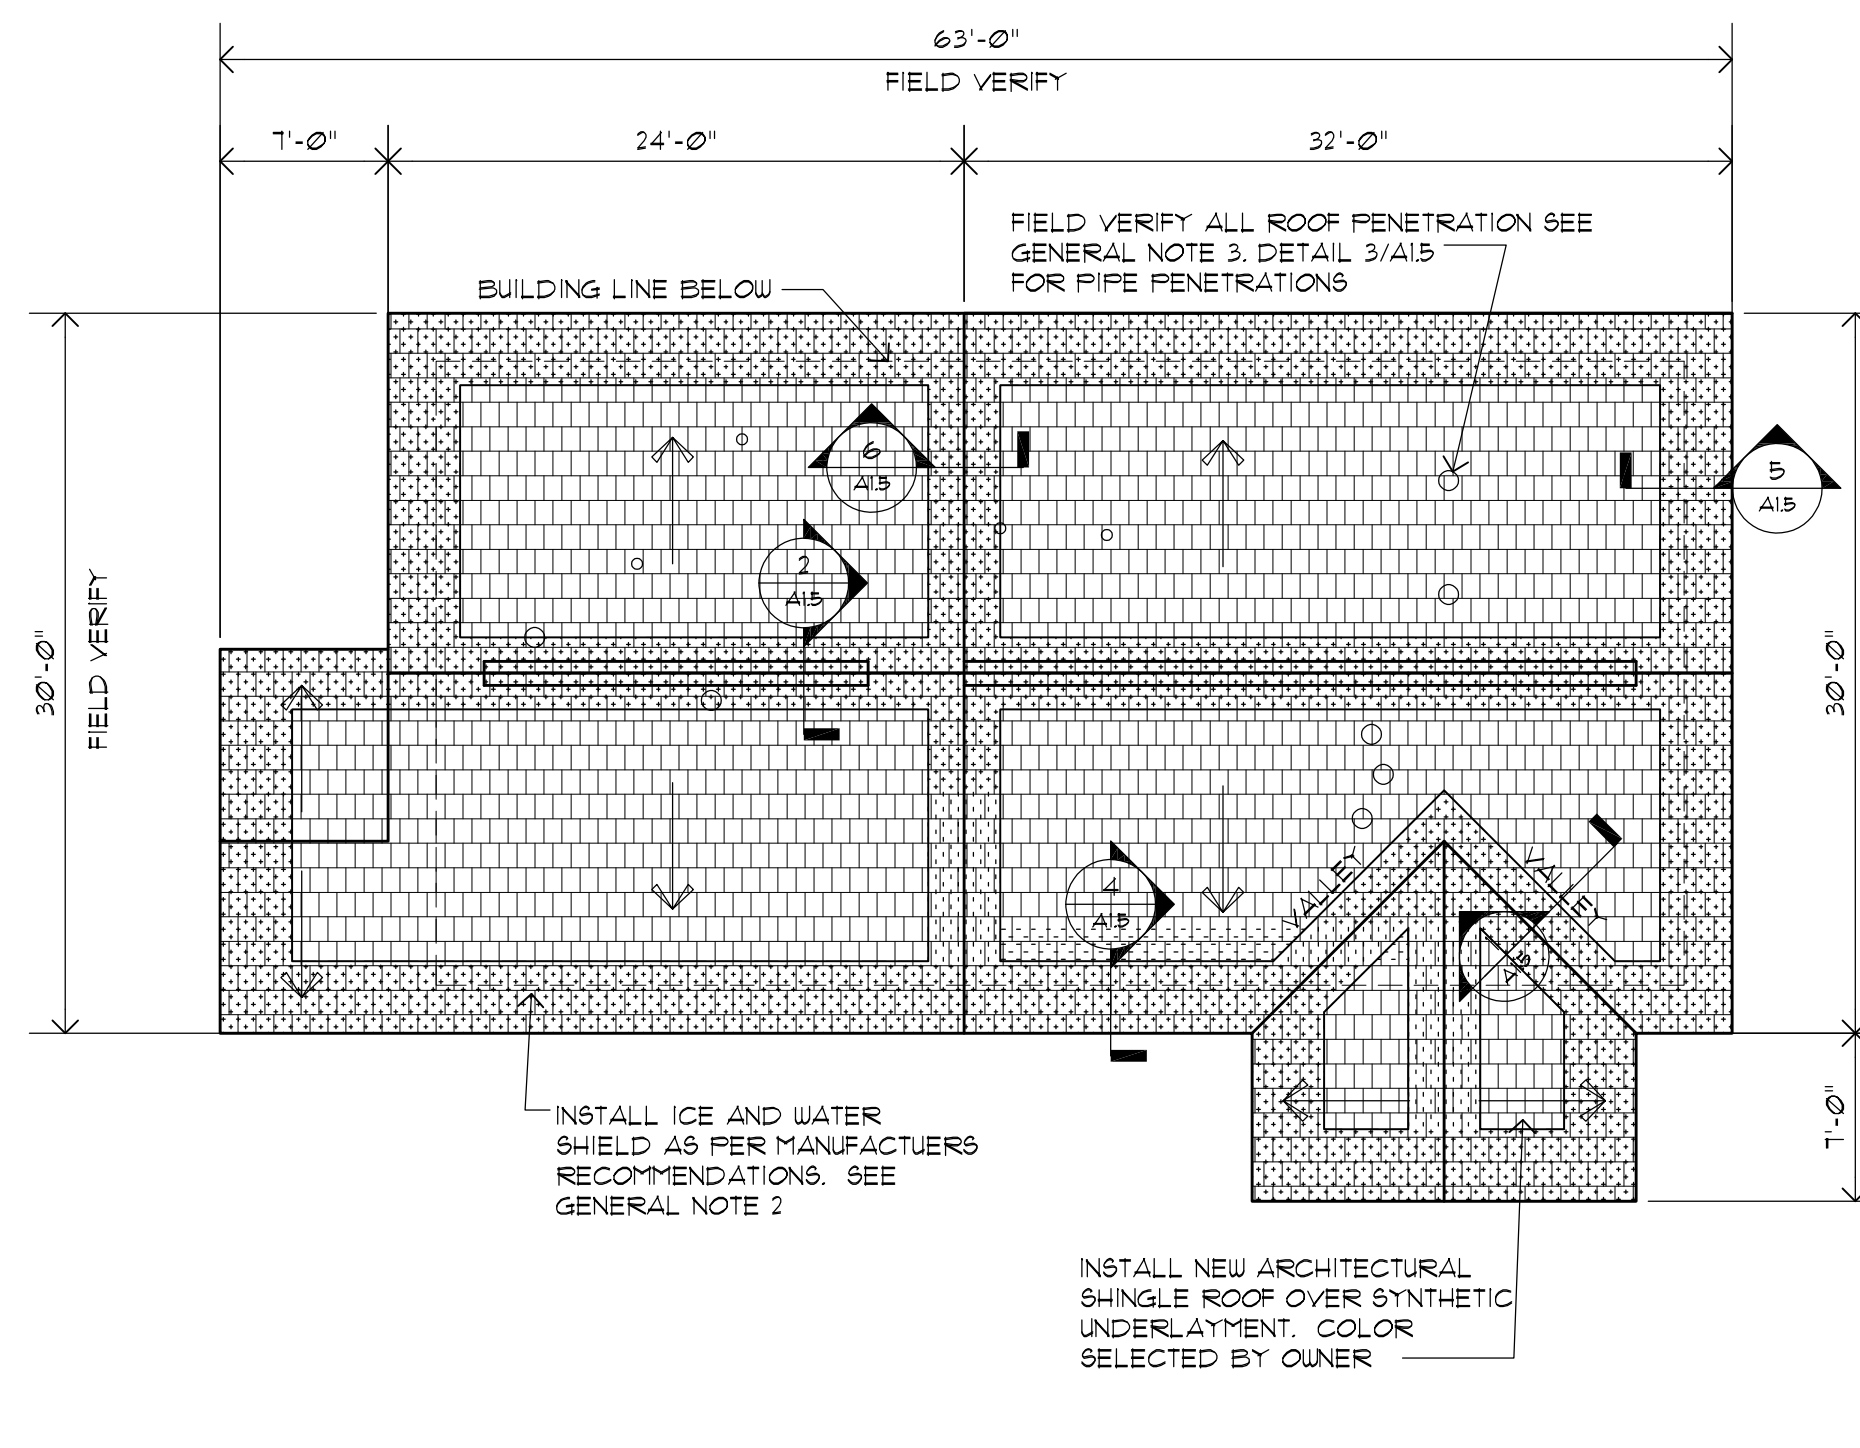 63'-0"
FIELD VERIFY
7'-0"
24'-0"
32'-0"
FIELD VERIFY ALL ROOF PENETRATION SEE
GENERAL NOTE 3. DETAIL 3/A1.5
FOR PIPE PENETRATIONS
BUILDING LINE BELOW
6
A1.5
5
A1.5
2
A1.5
30'-0"
FIELD VERIFY
30'-0"
4
A1.5
VALLEY
VALLEY
7'-0"
INSTALL ICE AND WATER
SHIELD AS PER MANUFACTUERS
RECOMMENDATIONS. SEE
GENERAL NOTE 2
INSTALL NEW ARCHITECTURAL
SHINGLE ROOF OVER SYNTHETIC
UNDERLAYMENT. COLOR
SELECTED BY OWNER